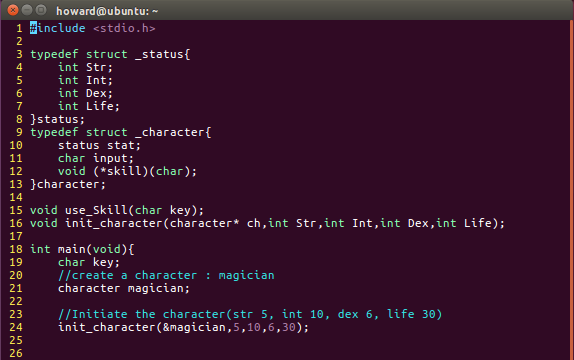 howard@ubuntu: ~
1 #include <stdio.h>
2
3 typedef struct _status{
4     int Str;
5     int Int;
6     int Dex;
7     int Life;
8 }status;
9 typedef struct _character{
10     status stat;
11     char input;
12     void (*skill)(char);
13 }character;
14
15 void use_Skill(char key);
16 void init_character(character* ch,int Str,int Int,int Dex,int Life);
17
18 int main(void){
19     char key;
20     //create a character : magician
21     character magician;
22
23     //Initiate the character(str 5, int 10, dex 6, life 30)
24     init_character(&magician,5,10,6,30);
25
26